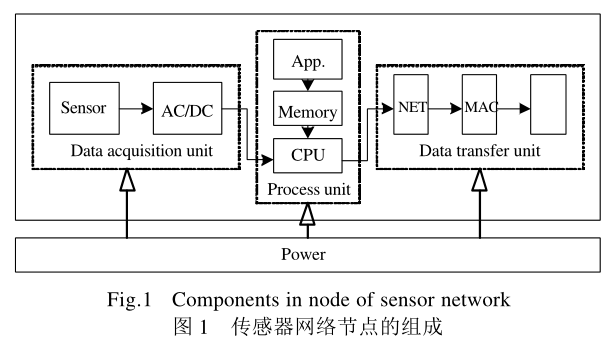 App.
Sensor
AC/DC
Memory
NET
MAC
CPU
Data acquisition unit
Data transfer unit
Process unit
Power
Fig.1 Components in node of sensor network
图 1 传感器网络节点的组成